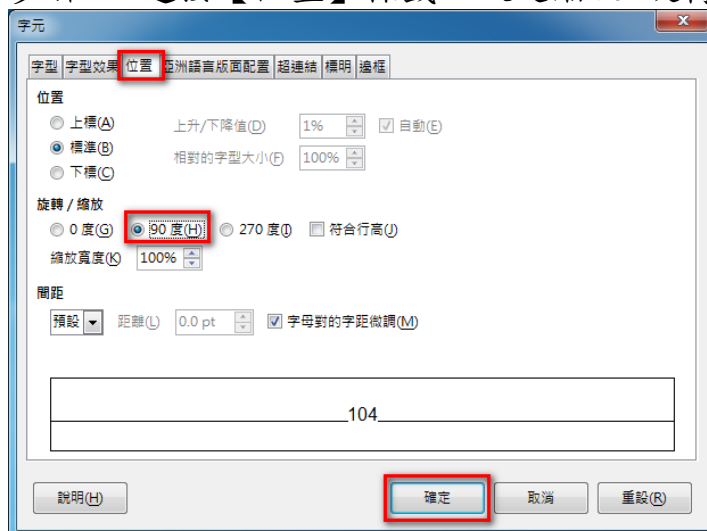 字元
字型 字型效果 位置 亞洲語言版面配置 超連結 標明 邊框
位置
上標(A) 上升/下降值(D) 1% 自動(E)
標準(B) 相對的字型大小(F) 100%
下標(C)
旋轉 / 縮放
0 度(G) 90 度(H) 270 度(I) 符合行高(J)
縮放寬度(K) 100%
間距
預設 距離(L) 0.0 pt 字母對的字距微調(M)
104
說明(H) 確定 取消 重設(R)